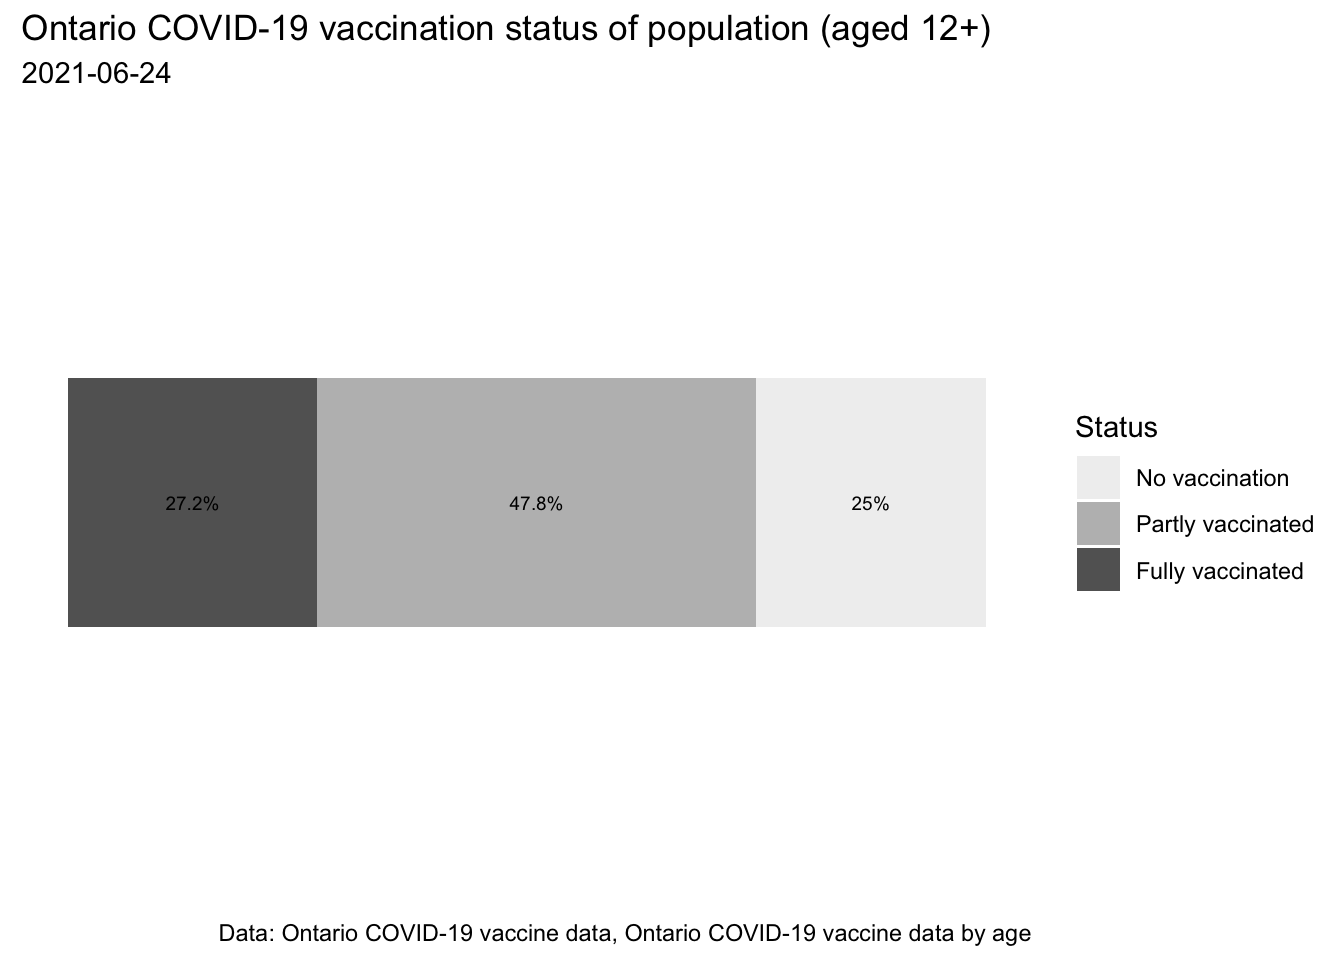 Ontario COVID-19 vaccination status of population (aged 12+)
2021-06-24
27.2%
47.8%
25%
Status
No vaccination
Partly vaccinated
Fully vaccinated
Data: Ontario COVID-19 vaccine data, Ontario COVID-19 vaccine data by age